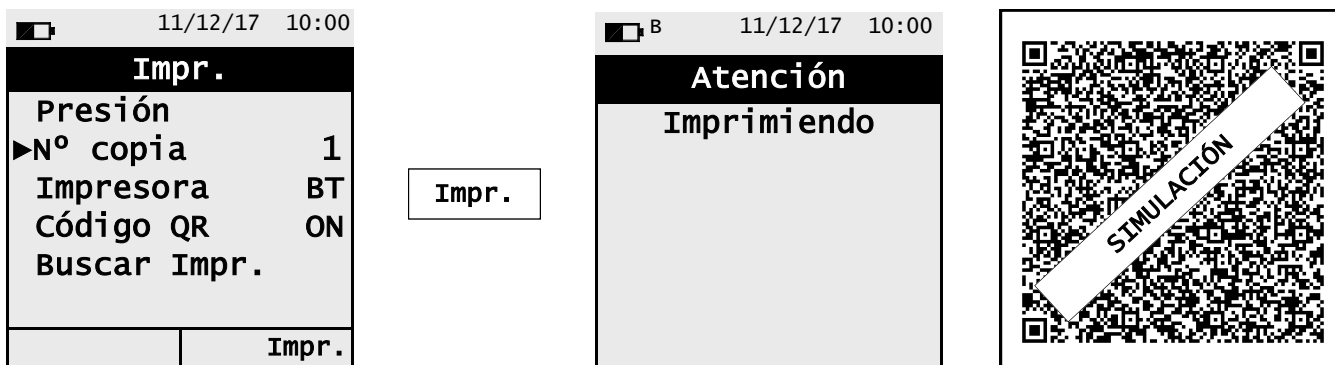 11/12/17 10:00
Impr.
Presión
▶Nº copia 1
Impresora BT
Código QR ON
Buscar Impr.
Impr.
Impr.
B 11/12/17 10:00
Atención
Imprimiendo
SIMULACIÓN